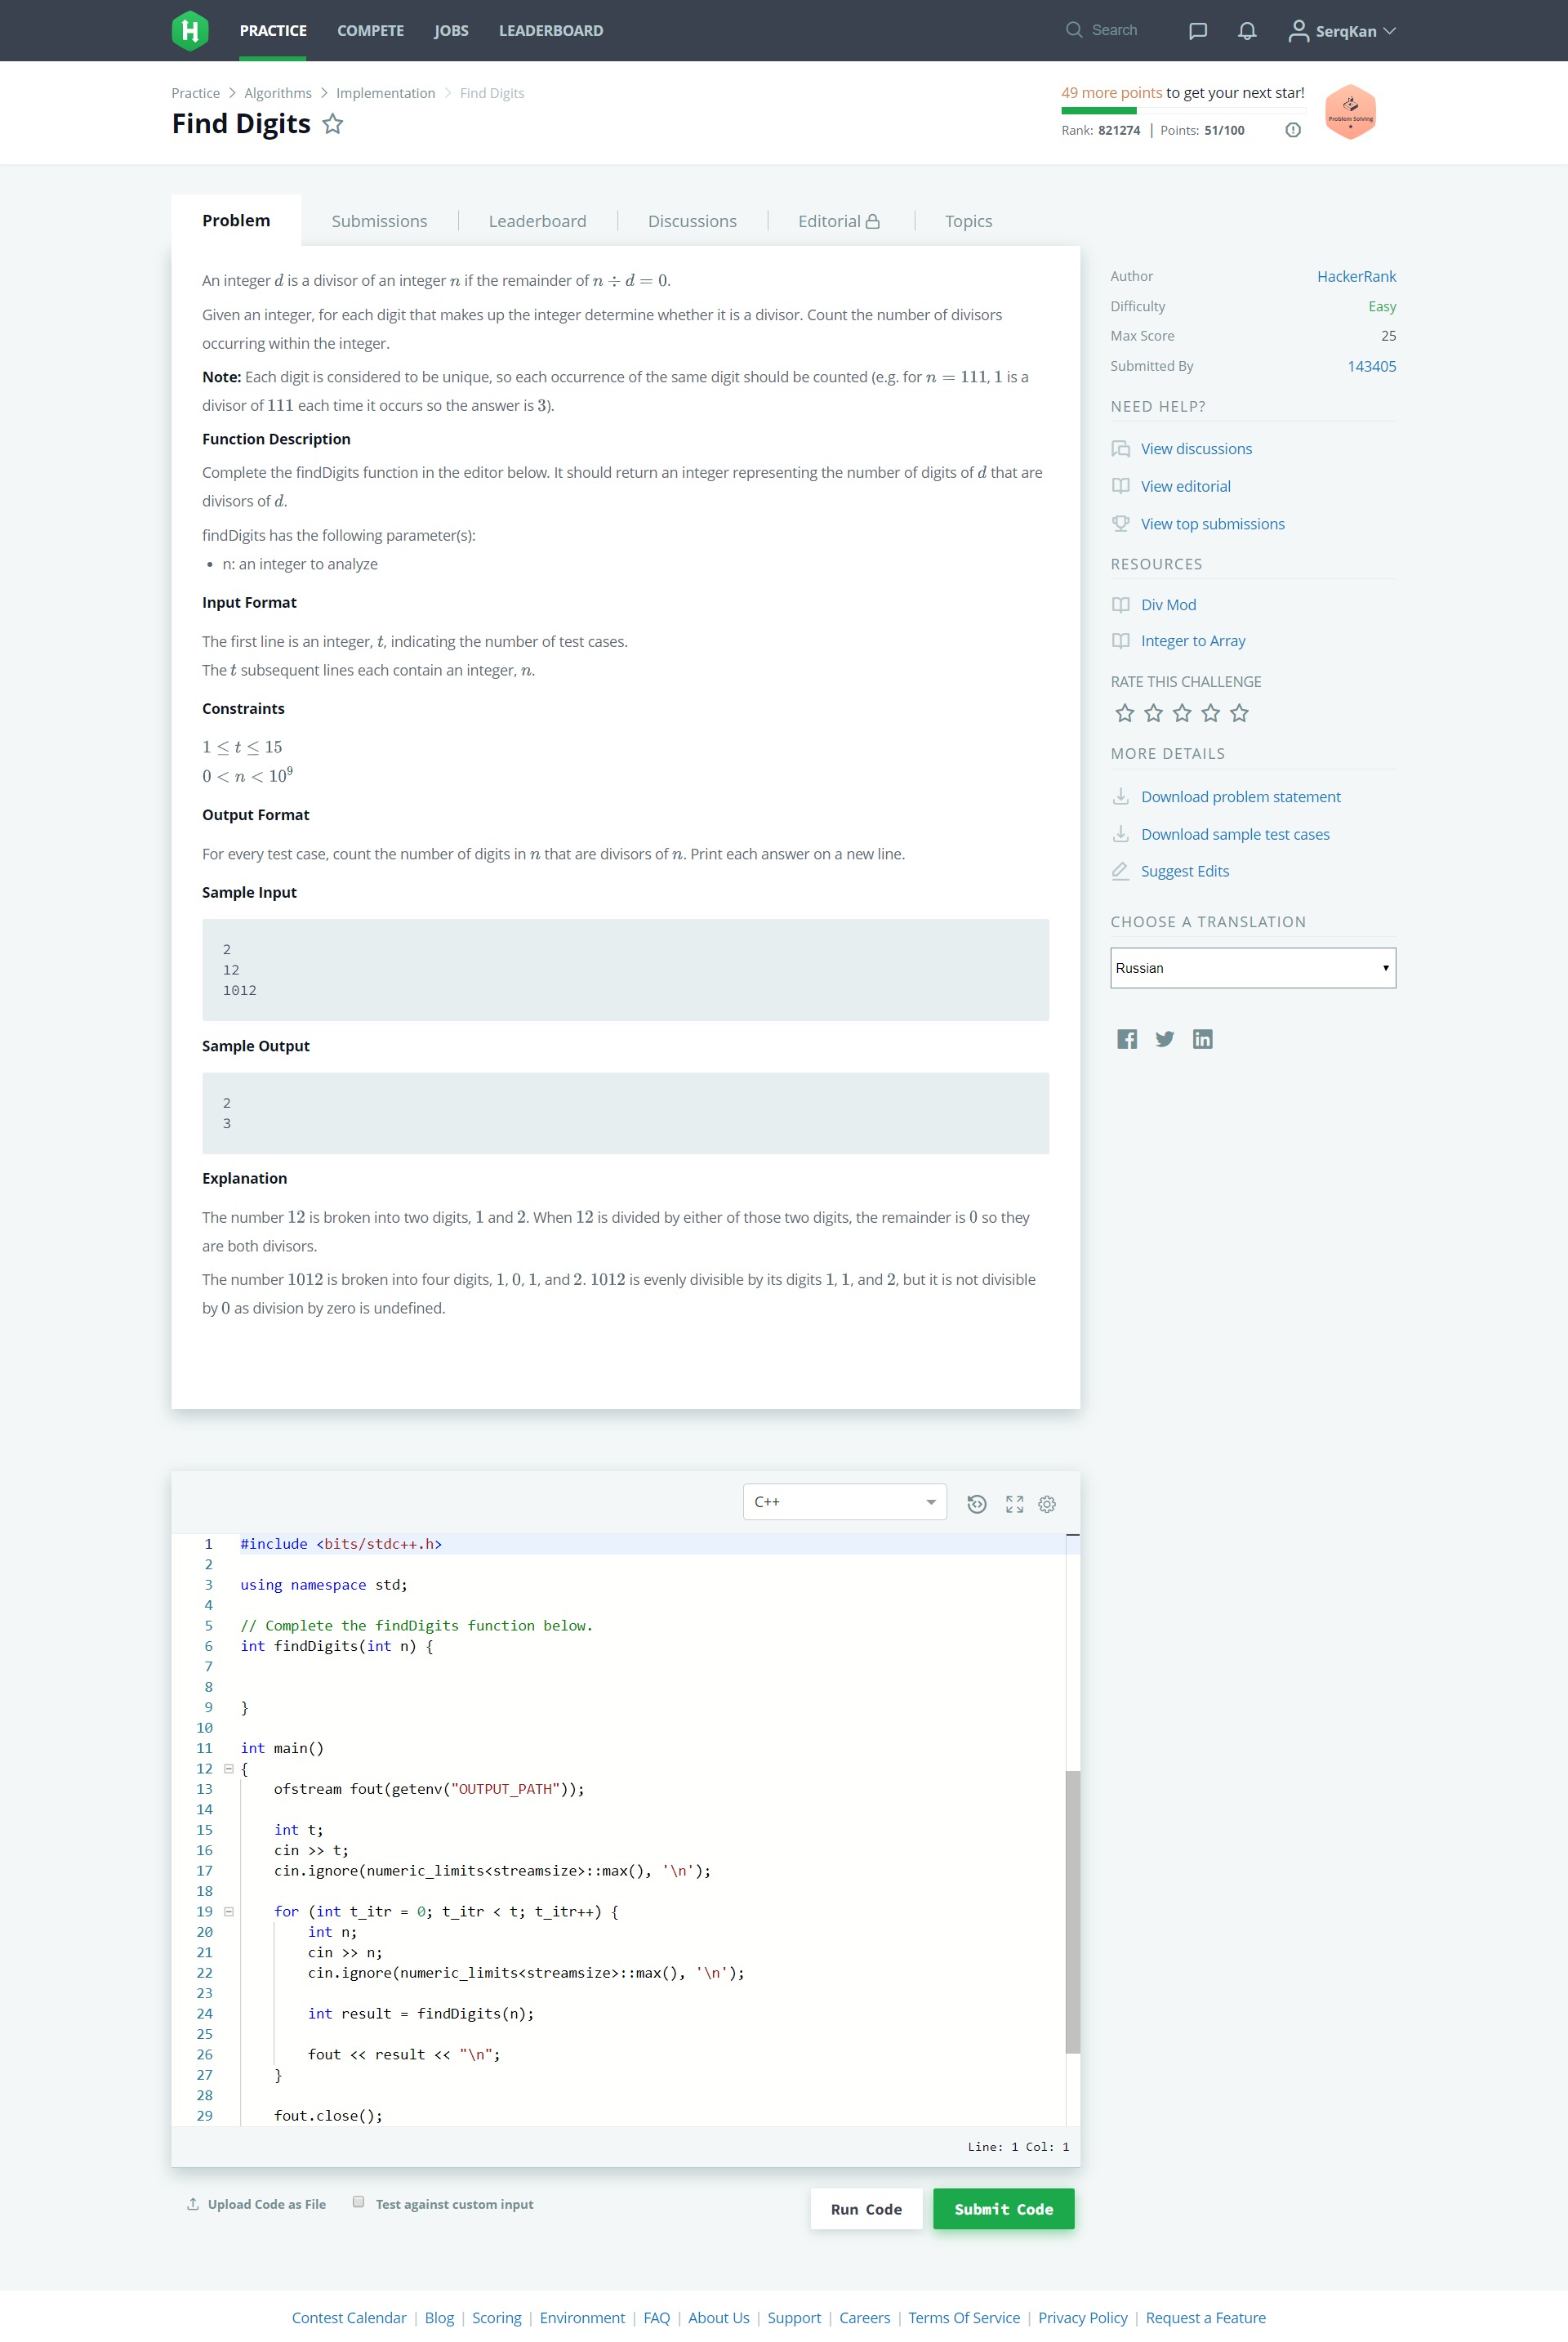 H PRACTICE COMPETE JOBS LEADERBOARD Search SerqKan
Practice > Algorithms > Implementation > Find Digits
Find Digits
49 more points to get your next star!
Rank: 821274 | Points: 51/100
Problem Solving
Problem Submissions Leaderboard Discussions Editorial Topics
An integer d is a divisor of an integer n if the remainder of n ÷ d = 0.
Given an integer, for each digit that makes up the integer determine whether it is a divisor. Count the number of divisors
occurring within the integer.
Note: Each digit is considered to be unique, so each occurrence of the same digit should be counted (e.g. for n = 111, 1 is a
divisor of 111 each time it occurs so the answer is 3).
Function Description
Complete the findDigits function in the editor below. It should return an integer representing the number of digits of d that are
divisors of d.
findDigits has the following parameter(s):
• n: an integer to analyze
Input Format
The first line is an integer, t, indicating the number of test cases.
The t subsequent lines each contain an integer, n.
Constraints
1 ≤ t ≤ 15
0 < n < 10⁹
Output Format
For every test case, count the number of digits in n that are divisors of n. Print each answer on a new line.
Sample Input
2
12
1012
Sample Output
2
3
Explanation
The number 12 is broken into two digits, 1 and 2. When 12 is divided by either of those two digits, the remainder is 0 so they
are both divisors.
The number 1012 is broken into four digits, 1, 0, 1, and 2. 1012 is evenly divisible by its digits 1, 1, and 2, but it is not divisible
by 0 as division by zero is undefined.
Author HackerRank
Difficulty Easy
Max Score 25
Submitted By 143405
NEED HELP?
View discussions
View editorial
View top submissions
RESOURCES
Div Mod
Integer to Array
RATE THIS CHALLENGE
MORE DETAILS
Download problem statement
Download sample test cases
Suggest Edits
CHOOSE A TRANSLATION
Russian
C++
1 #include <bits/stdc++.h>
2
3 using namespace std;
4
5 // Complete the findDigits function below.
6 int findDigits(int n) {
7
8
9 }
10
11 int main()
12 {
13     ofstream fout(getenv("OUTPUT_PATH"));
14
15     int t;
16     cin >> t;
17     cin.ignore(numeric_limits<streamsize>::max(), '\n');
18
19     for (int t_itr = 0; t_itr < t; t_itr++) {
20         int n;
21         cin >> n;
22         cin.ignore(numeric_limits<streamsize>::max(), '\n');
23
24         int result = findDigits(n);
25
26         fout << result << "\n";
27     }
28
29     fout.close();
Line: 1 Col: 1
Upload Code as File Test against custom input Run Code Submit Code
Contest Calendar | Blog | Scoring | Environment | FAQ | About Us | Support | Careers | Terms Of Service | Privacy Policy | Request a Feature